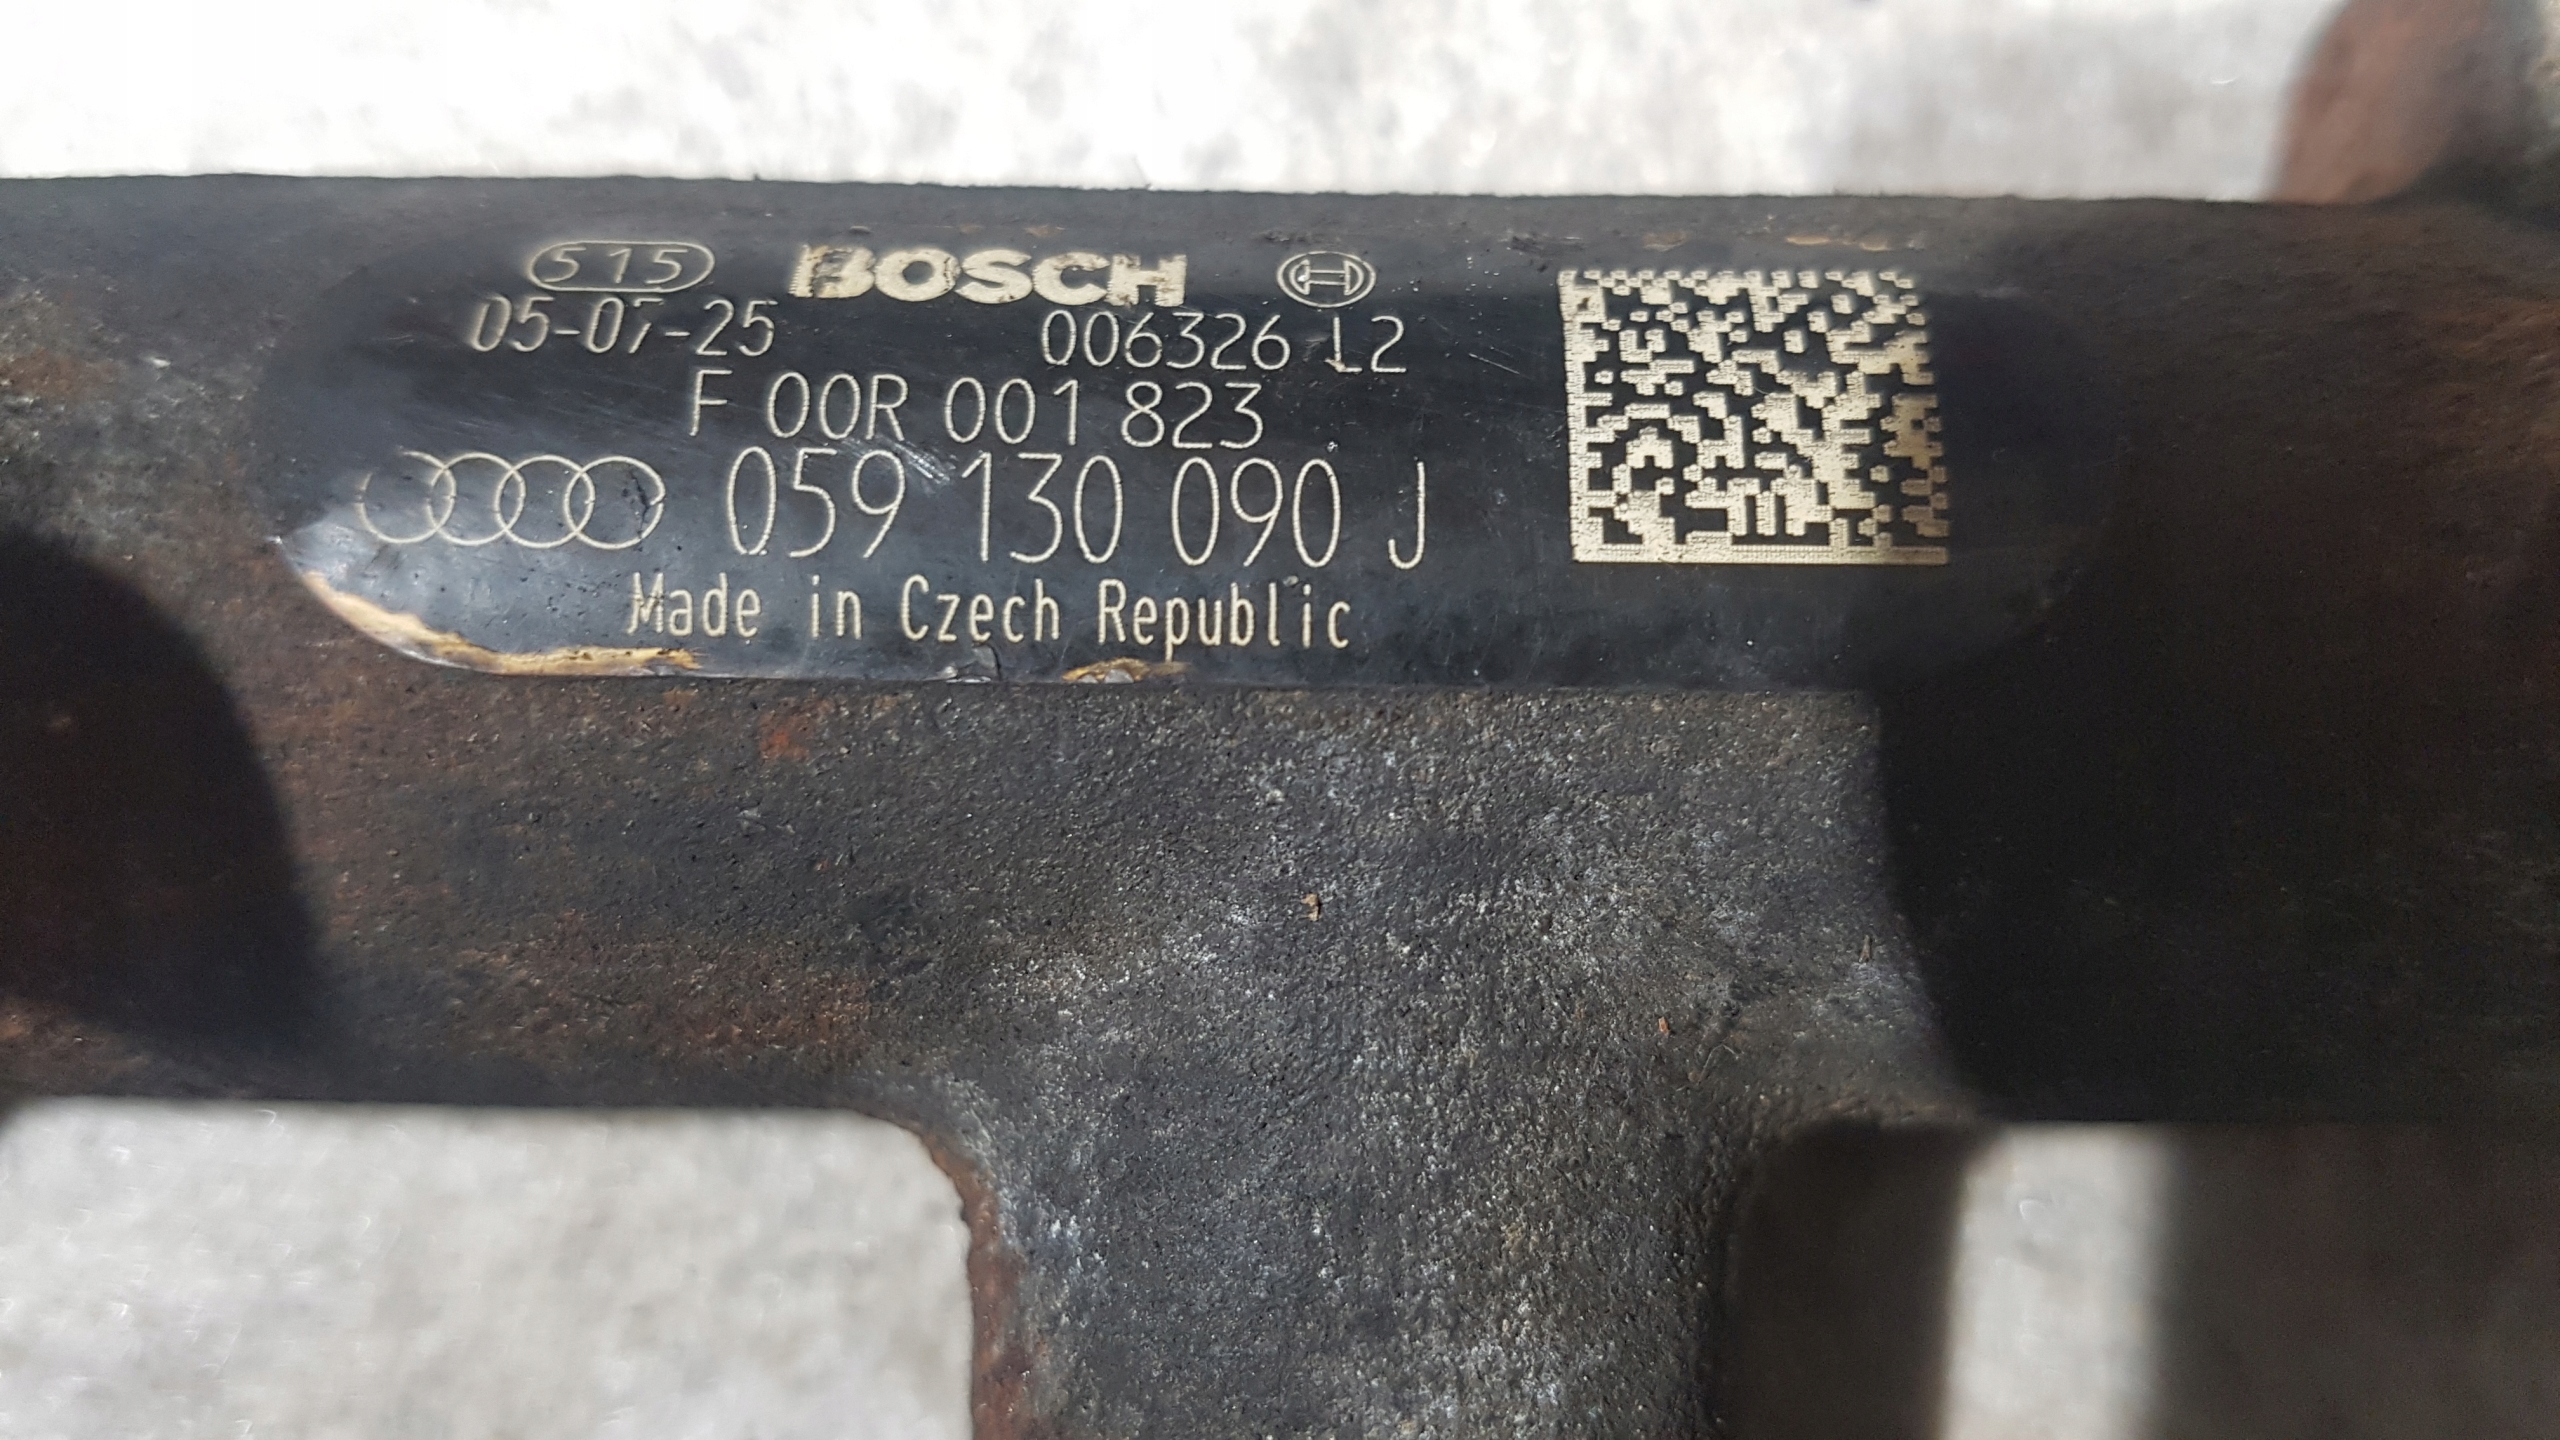 515 BOSCH
05-07-25 006326 L2
F 00R 001 823
059 130 090 J
Made in Czech Republic